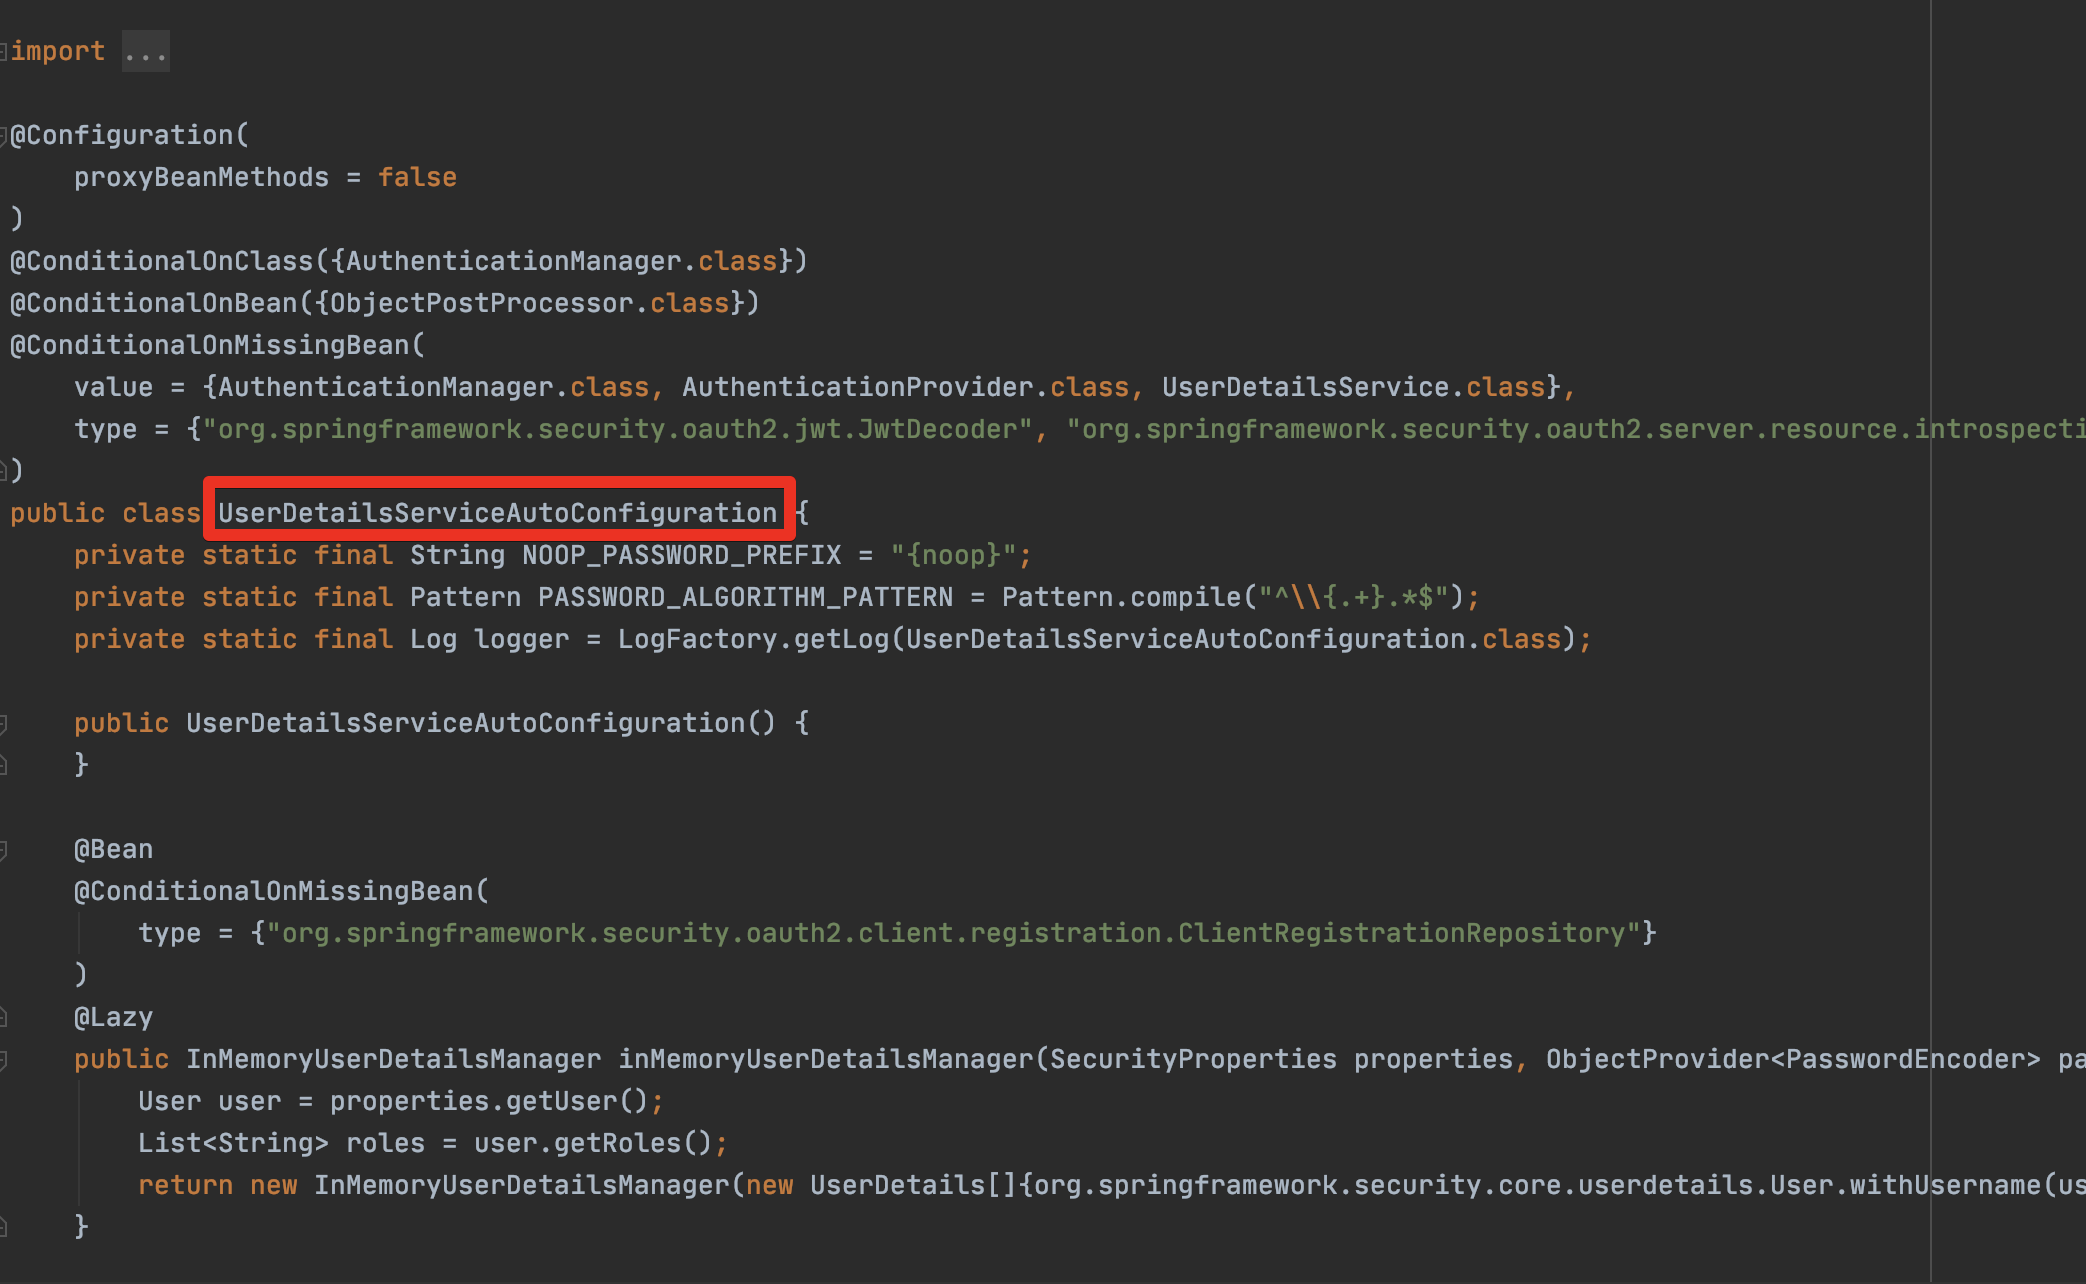 import ...
@Configuration(
    proxyBeanMethods = false
)
@ConditionalOnClass({AuthenticationManager.class})
@ConditionalOnBean({ObjectPostProcessor.class})
@ConditionalOnMissingBean(
    value = {AuthenticationManager.class, AuthenticationProvider.class, UserDetailsService.class},
    type = {"org.springframework.security.oauth2.jwt.JwtDecoder", "org.springframework.security.oauth2.server.resource.introspecti
)
public class UserDetailsServiceAutoConfiguration {
    private static final String NOOP_PASSWORD_PREFIX = "{noop}";
    private static final Pattern PASSWORD_ALGORITHM_PATTERN = Pattern.compile("^\\{.+}.*$");
    private static final Log logger = LogFactory.getLog(UserDetailsServiceAutoConfiguration.class);
    public UserDetailsServiceAutoConfiguration() {
    }
    @Bean
    @ConditionalOnMissingBean(
        type = {"org.springframework.security.oauth2.client.registration.ClientRegistrationRepository"}
    )
    @Lazy
    public InMemoryUserDetailsManager inMemoryUserDetailsManager(SecurityProperties properties, ObjectProvider<PasswordEncoder> pa
        User user = properties.getUser();
        List<String> roles = user.getRoles();
        return new InMemoryUserDetailsManager(new UserDetails[]{org.springframework.security.core.userdetails.User.withUsername(us
    }